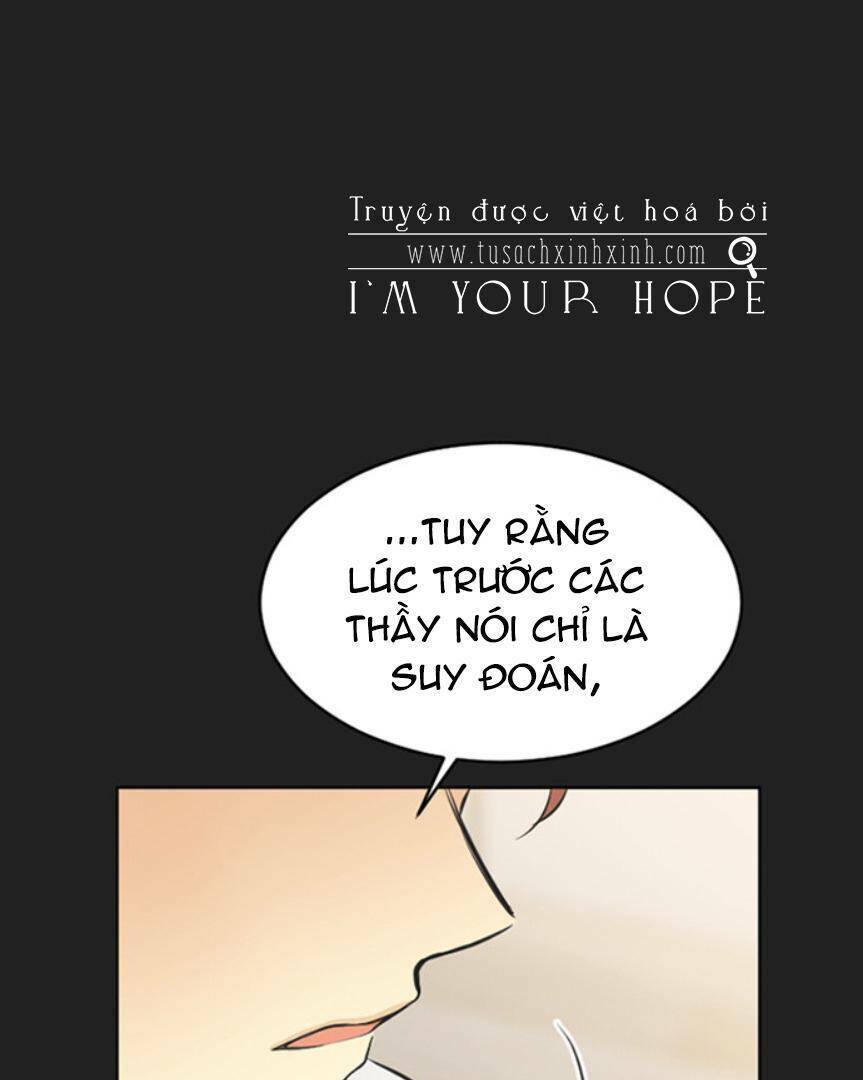 Truyện được việt hoá bởi
www.tusachxinhxinh.com
I'M YOUR HOPE
...TUY RẰNG
LÚC TRƯỚC CÁC
THẦY NÓI CHỈ LÀ
SUY ĐOÁN,